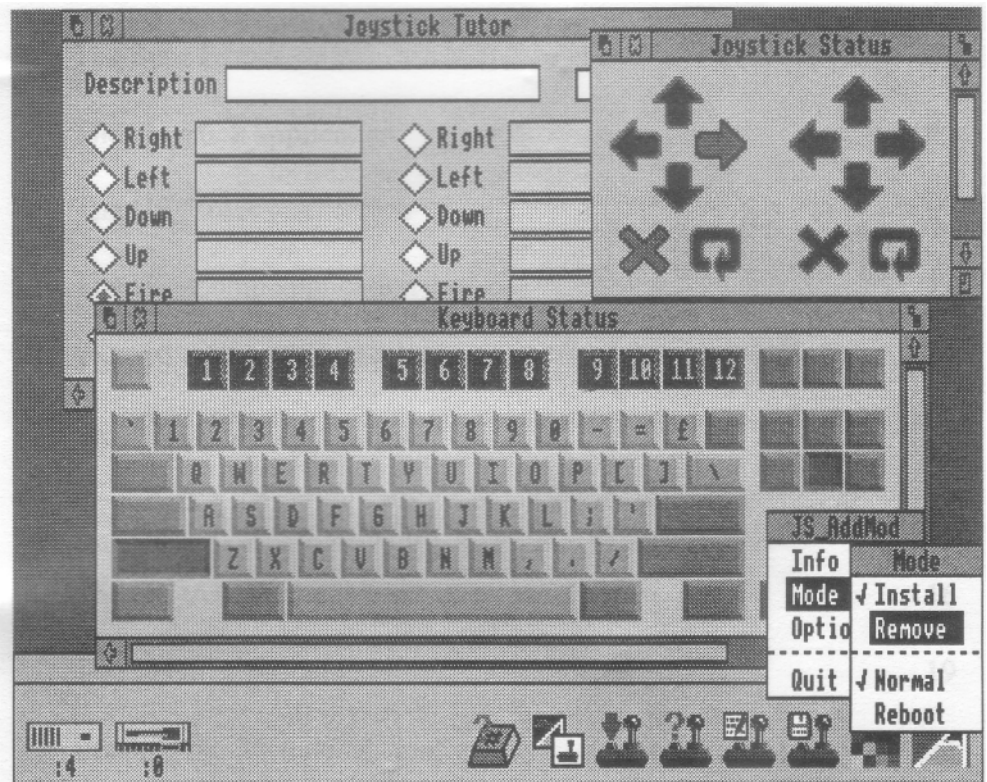 Joystick Tutor
Joystick Status
Description
Right Right
Left Left
Down Down
Up Up
Fire Fire
Keyboard Status
1 2 3 4 5 6 7 8 9 10 11 12
` 1 2 3 4 5 6 7 8 9 0 - = £
Q W E R T Y U I O P [ ] \
A S D F G H J K L ; '
Z X C V B N M , . /
JS_AddMod
Info
Mode
Optio
Quit
Mode
√ Install
Remove
√ Normal
Reboot
:4 :0